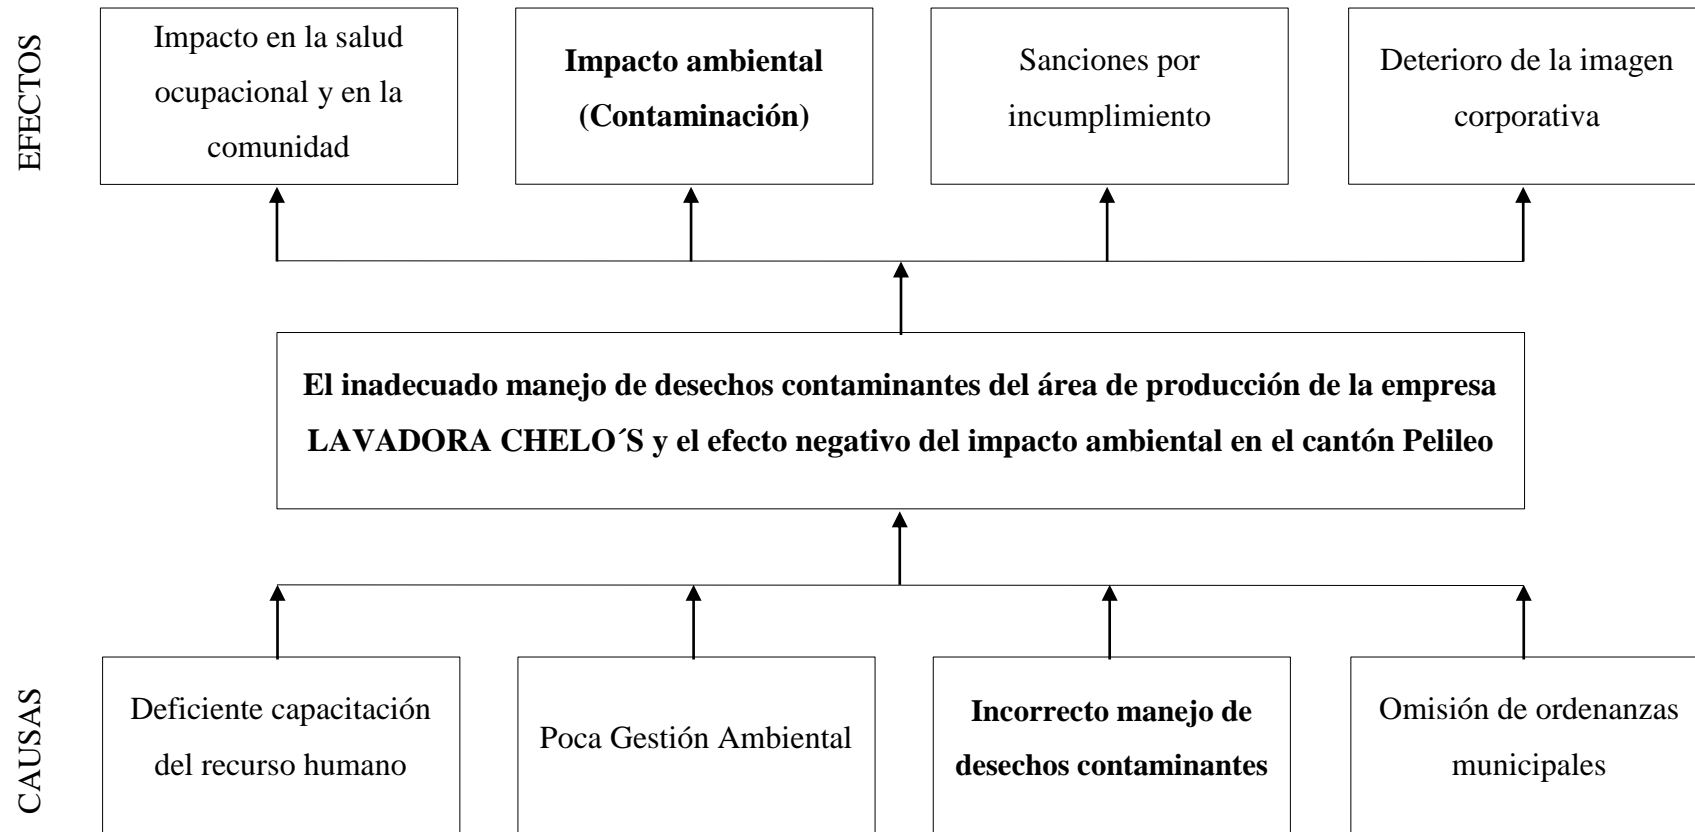 EFECTOS
Impacto en la salud
ocupacional y en la
comunidad
Impacto ambiental
(Contaminación)
Sanciones por
incumplimiento
Deterioro de la imagen
corporativa
El inadecuado manejo de desechos contaminantes del área de producción de la empresa
LAVADORA CHELO´S y el efecto negativo del impacto ambiental en el cantón Pelileo
CAUSAS
Deficiente capacitación
del recurso humano
Poca Gestión Ambiental
Incorrecto manejo de
desechos contaminantes
Omisión de ordenanzas
municipales